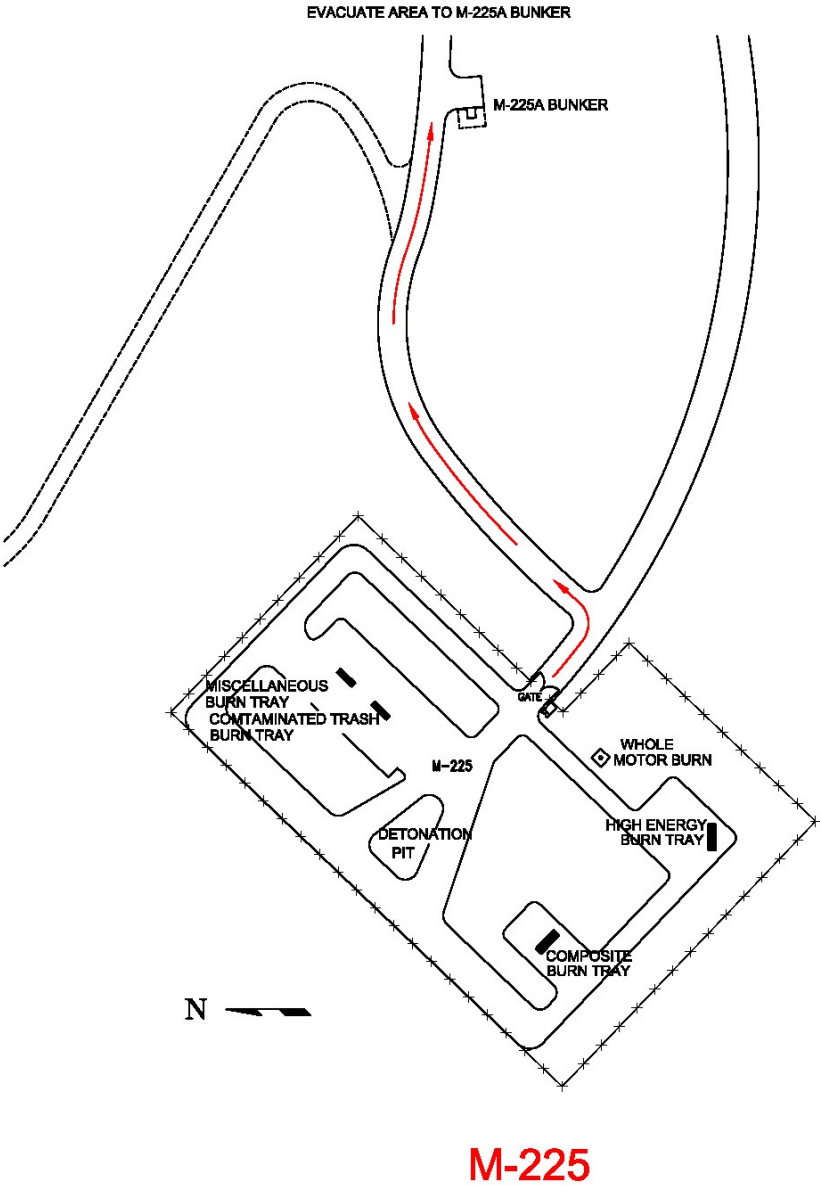 EVACUATE AREA TO M-225A BUNKER
M-225A BUNKER
MISCELLANEOUS
BURN TRAY
COMTAMINATED TRASH
BURN TRAY
GATE
WHOLE
MOTOR BURN
M-225
HIGH ENERGY
BURN TRAY
DETONATION
PIT
COMPOSITE
BURN TRAY
N
M-225